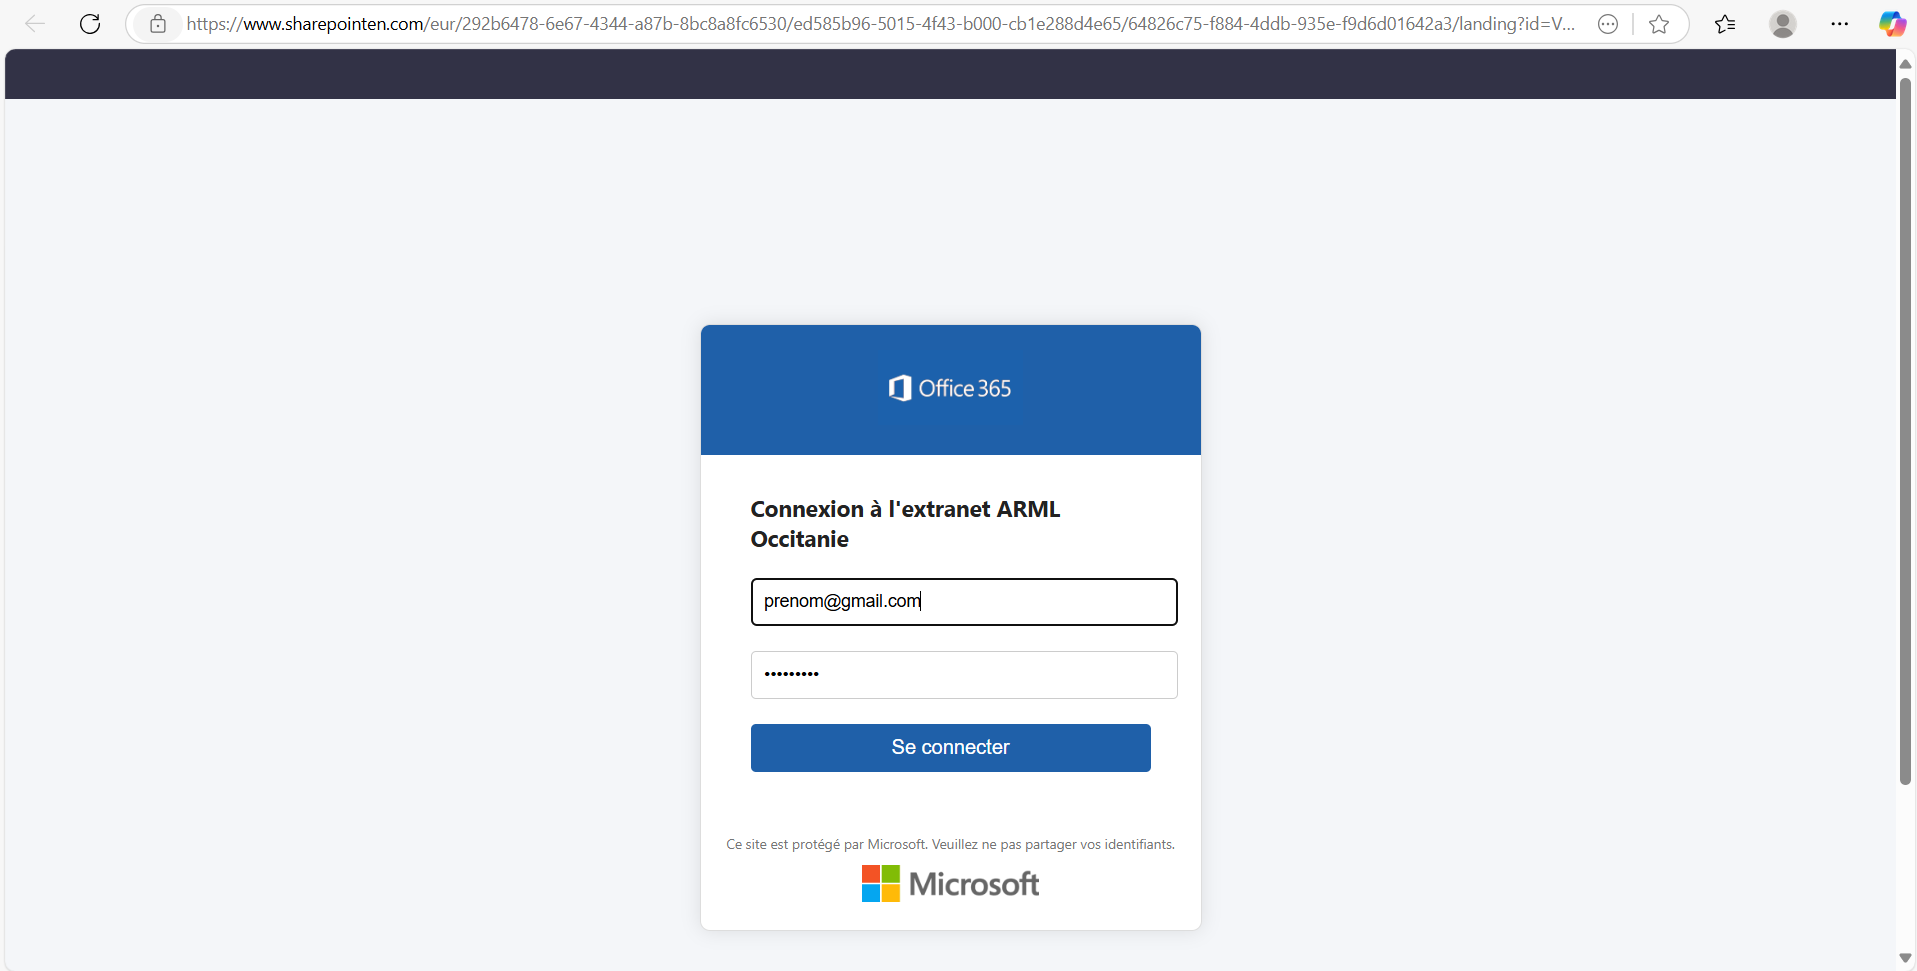 https://www.sharepointen.com/eur/292b6478-6e67-4344-a87b-8bc8a8fc6530/ed585b96-5015-4f43-b000-cb1e288d4e65/64826c75-f884-4ddb-935e-f9d6d01642a3/landing?id=V...
Office 365
Connexion à l'extranet ARML
Occitanie
prenom@gmail.com
•••••••••
Se connecter
Ce site est protégé par Microsoft. Veuillez ne pas partager vos identifiants.
Microsoft